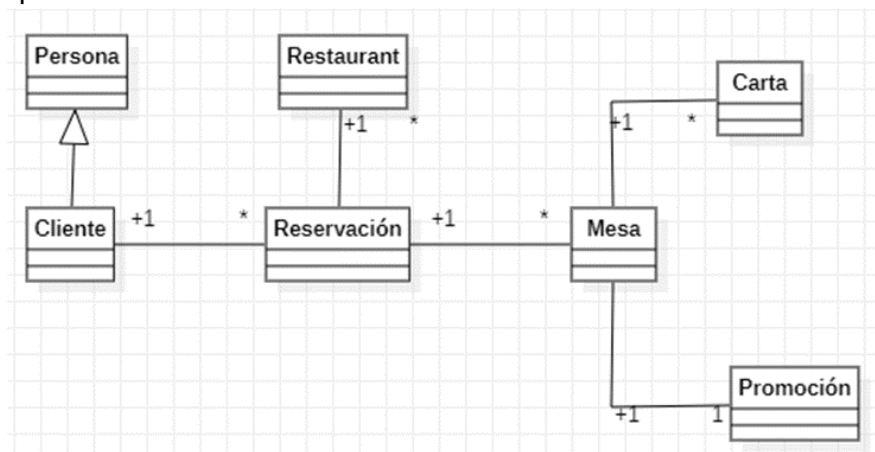 Persona
Restaurant
Carta
+1 *
+1 *
Cliente
+1 *
Reservación
+1 *
Mesa
Promoción
+1 1